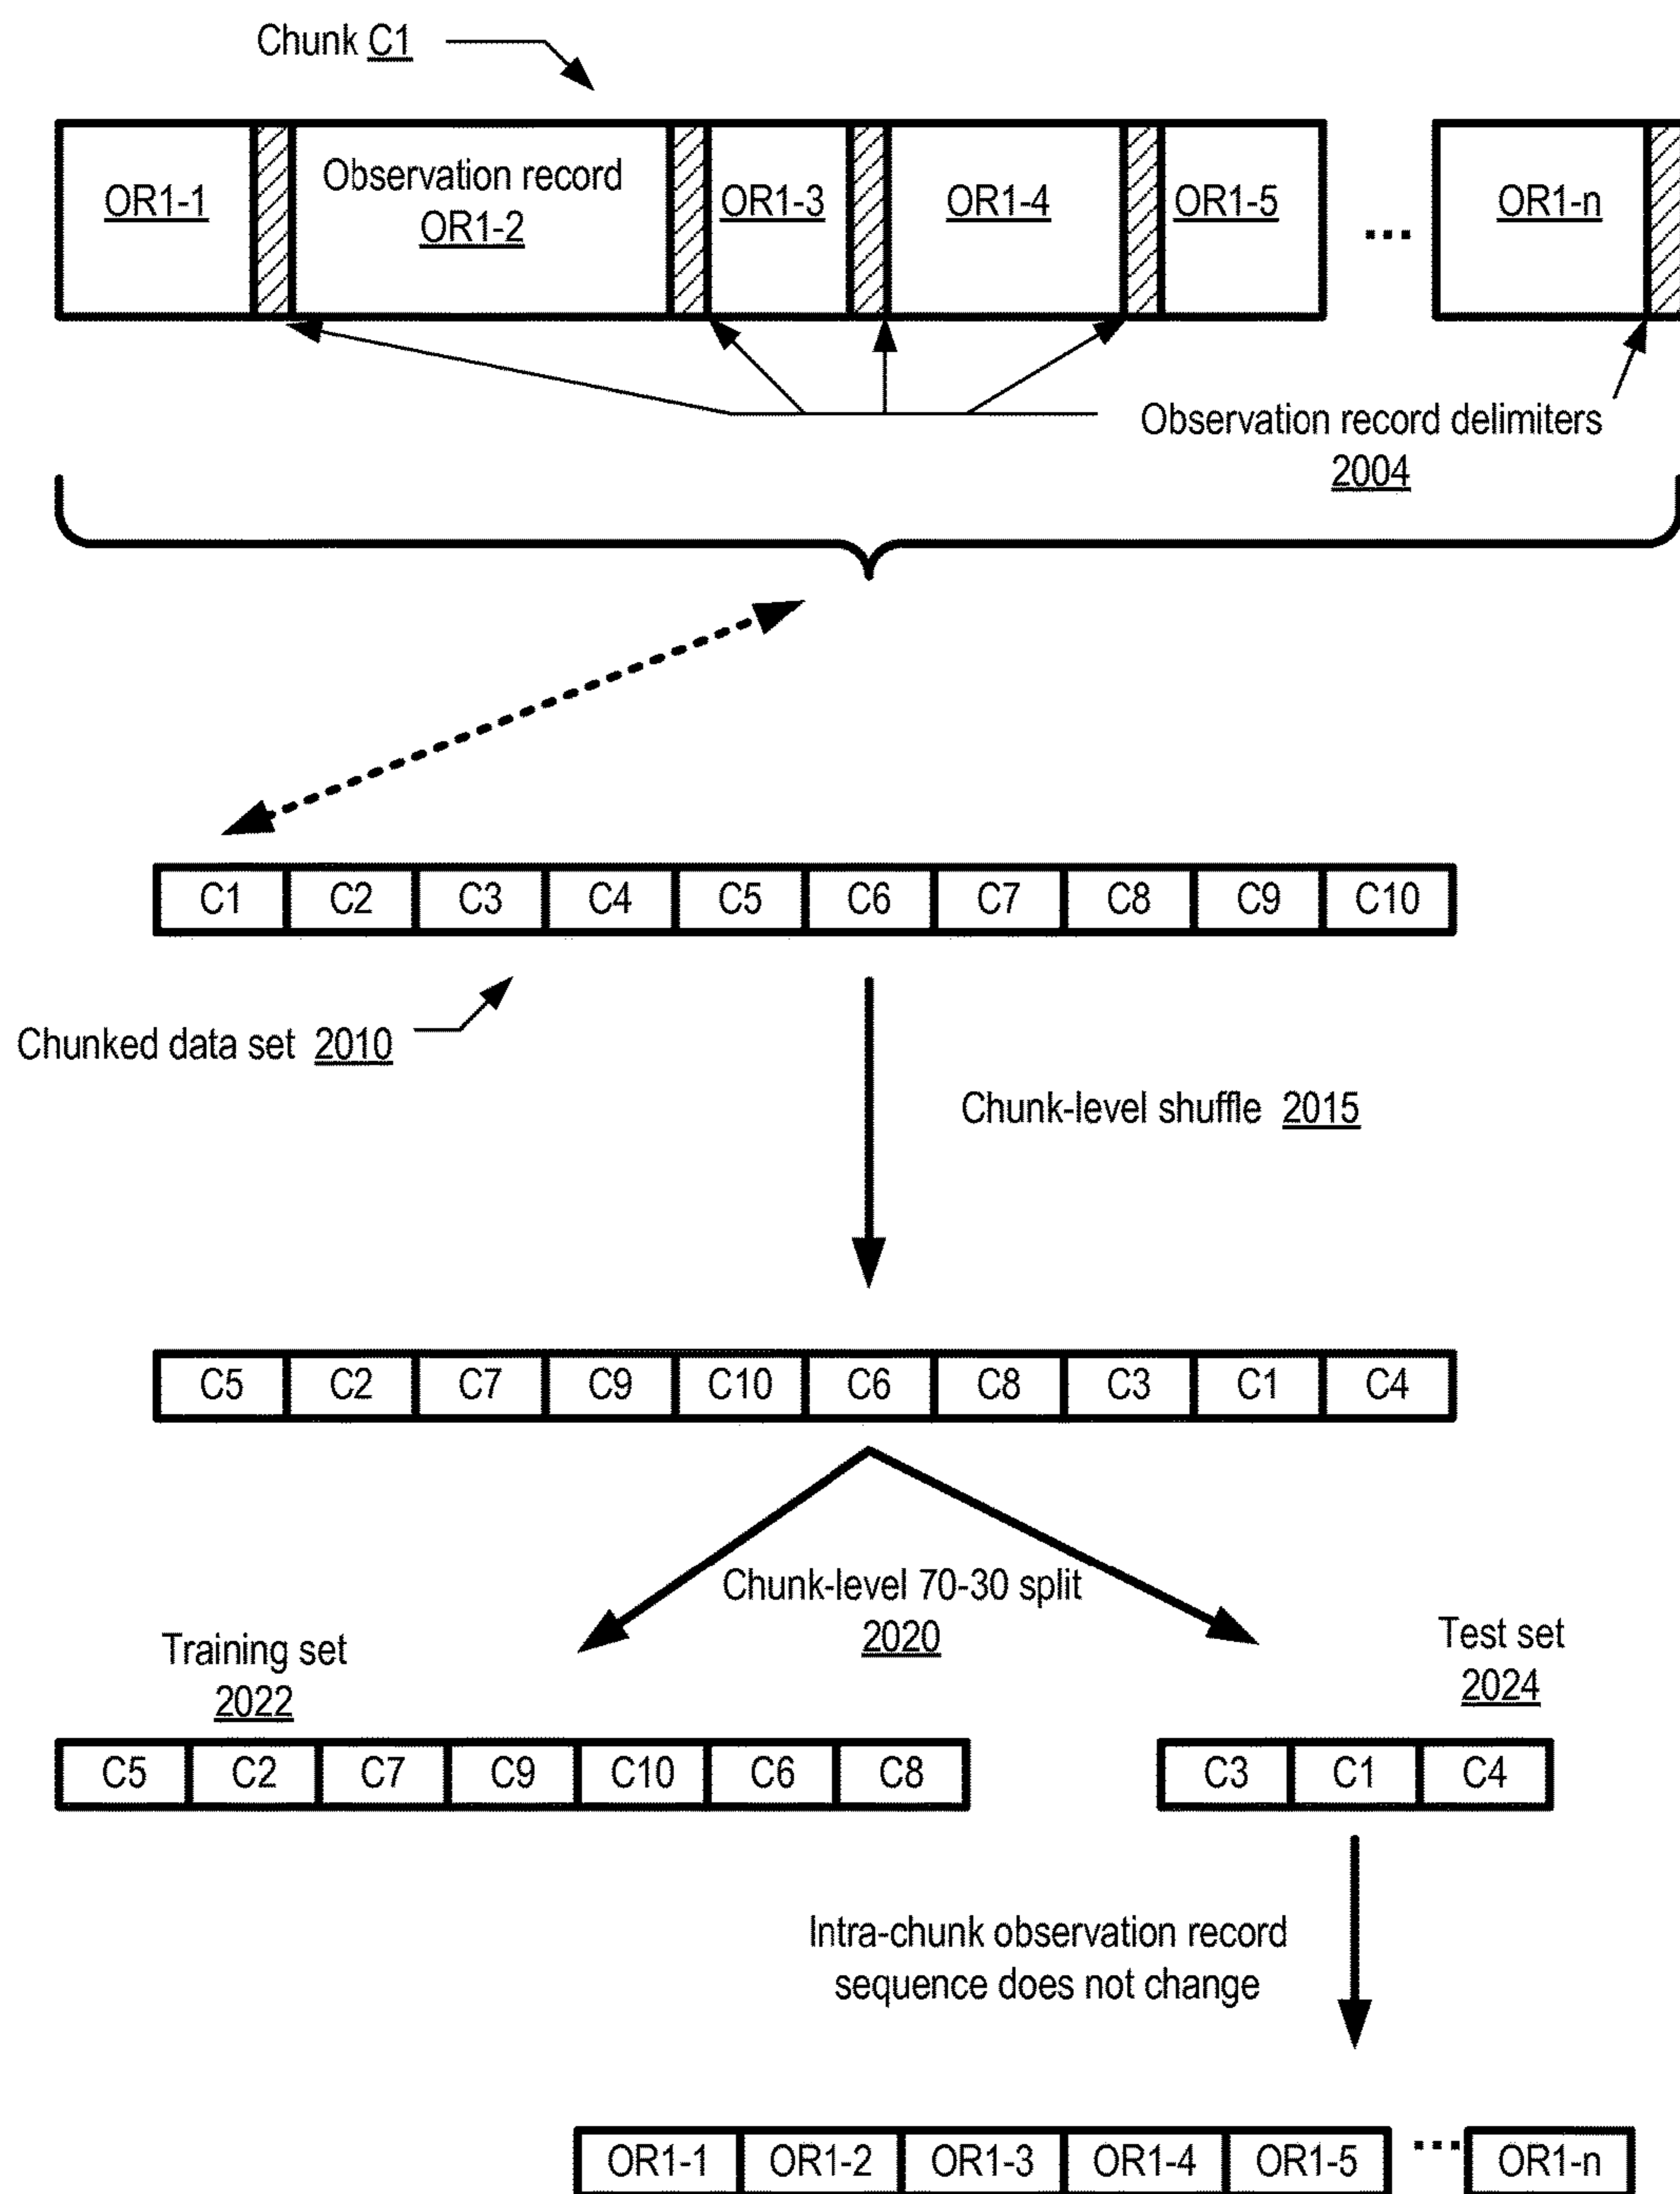 Chunk C1
OR1-1
Observation record
OR1-2
OR1-3
OR1-4
OR1-5
...
OR1-n
Observation record delimiters
2004
C1 C2 C3 C4 C5 C6 C7 C8 C9 C10
Chunked data set 2010
Chunk-level shuffle 2015
C5 C2 C7 C9 C10 C6 C8 C3 C1 C4
Chunk-level 70-30 split
2020
Training set
2022
Test set
2024
C5 C2 C7 C9 C10 C6 C8
C3 C1 C4
Intra-chunk observation record
sequence does not change
OR1-1 OR1-2 OR1-3 OR1-4 OR1-5 ... OR1-n